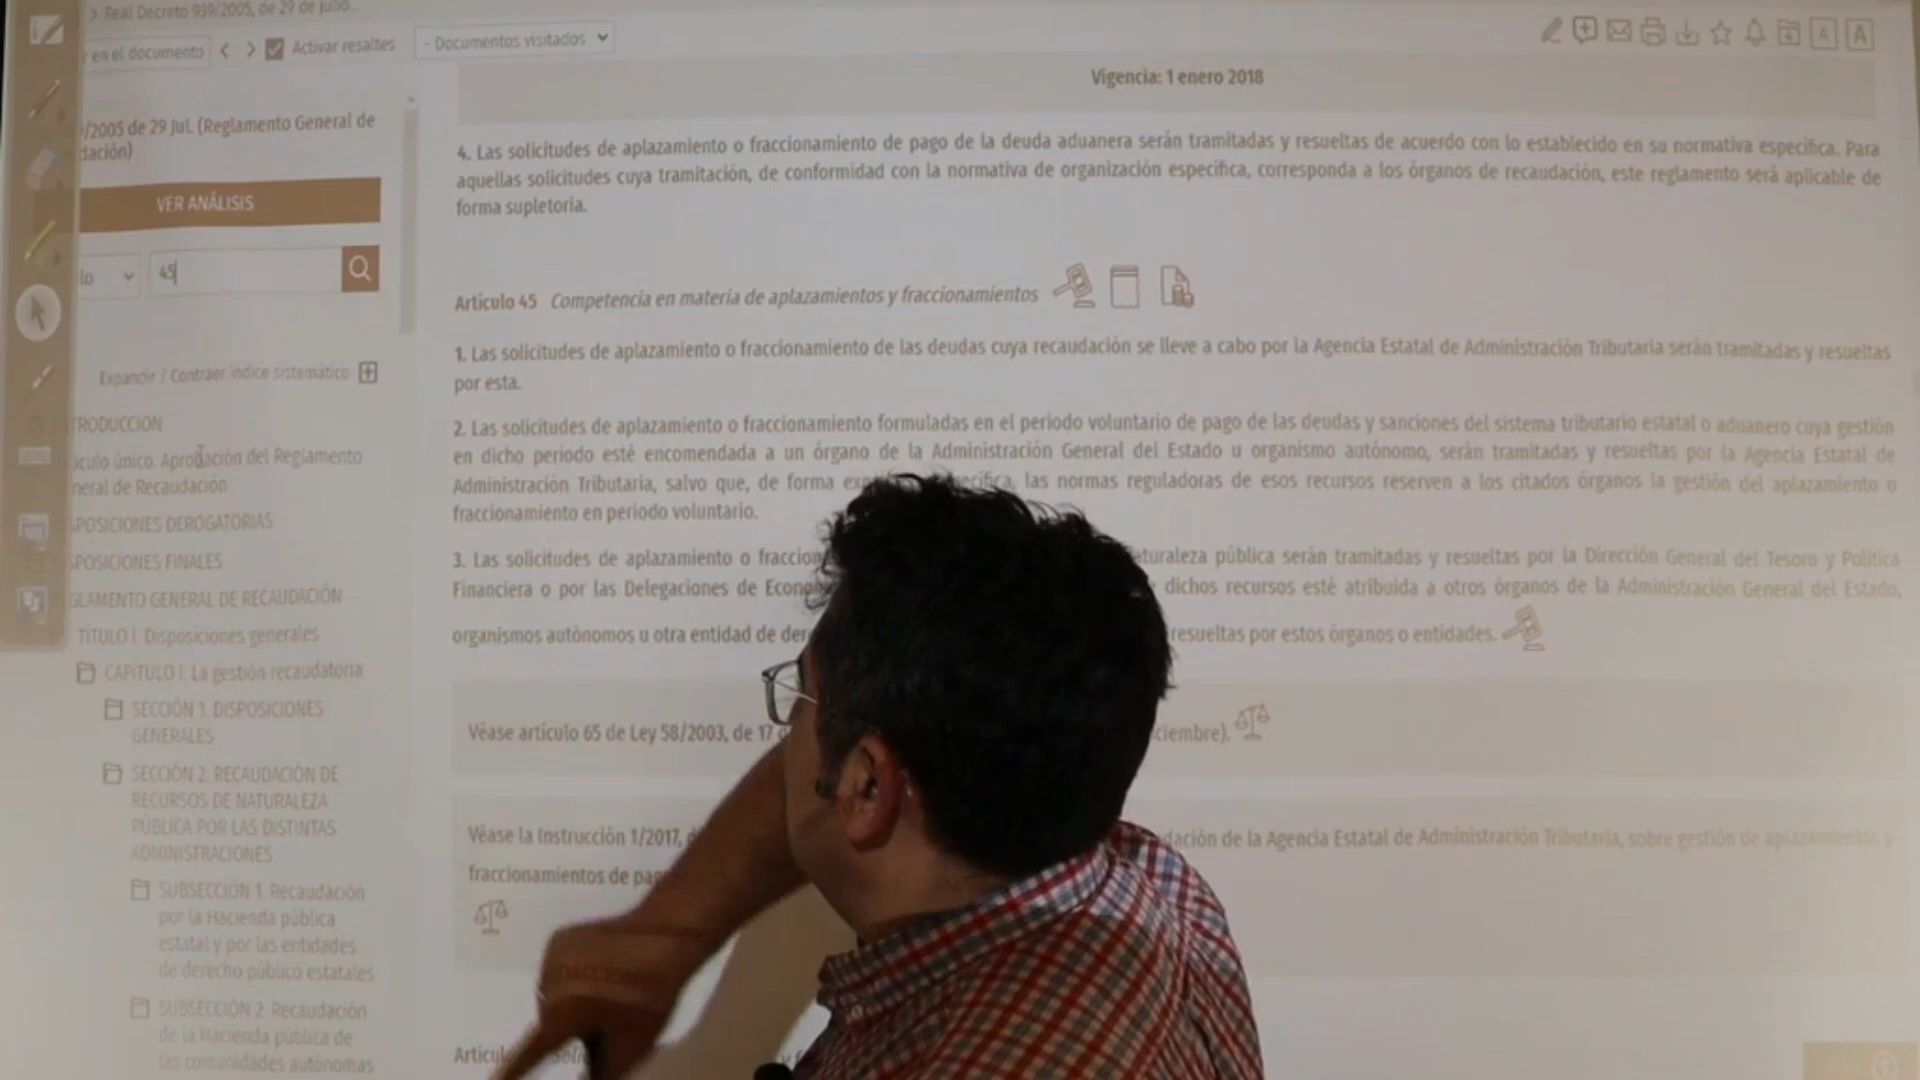 > Real Decreto 939/2005, de 29 de julio...
r en el documento < > Activar resaltes - Documentos visitados
/2005 de 29 Jul. (Reglamento General de
dación)
VER ANÁLISIS
lo 45
Expandir / Contraer índice sistemático
TRODUCCIÓN
ículo único. Aprobación del Reglamento
neral de Recaudación
SPOSICIONES DEROGATORIAS
SPOSICIONES FINALES
GLAMENTO GENERAL DE RECAUDACIÓN
TÍTULO I. Disposiciones generales
CAPÍTULO I. La gestión recaudatoria
SECCIÓN 1. DISPOSICIONES
GENERALES
SECCIÓN 2. RECAUDACIÓN DE
RECURSOS DE NATURALEZA
PÚBLICA POR LAS DISTINTAS
ADMINISTRACIONES
SUBSECCIÓN 1. Recaudación
por la Hacienda pública
estatal y por las entidades
de derecho público estatales
SUBSECCIÓN 2. Recaudación
de la Hacienda pública de
las comunidades autónomas
A A
Vigencia: 1 enero 2018
4. Las solicitudes de aplazamiento o fraccionamiento de pago de la deuda aduanera serán tramitadas y resueltas de acuerdo con lo establecido en su normativa específica. Para
aquellas solicitudes cuya tramitación, de conformidad con la normativa de organización específica, corresponda a los órganos de recaudación, este reglamento será aplicable de
forma supletoria.
Artículo 45 Competencia en materia de aplazamientos y fraccionamientos
1. Las solicitudes de aplazamiento o fraccionamiento de las deudas cuya recaudación se lleve a cabo por la Agencia Estatal de Administración Tributaria serán tramitadas y resueltas
por esta.
2. Las solicitudes de aplazamiento o fraccionamiento formuladas en el periodo voluntario de pago de las deudas y sanciones del sistema tributario estatal o aduanero cuya gestión
en dicho periodo esté encomendada a un órgano de la Administración General del Estado u organismo autónomo, serán tramitadas y resueltas por la Agencia Estatal de
Administración Tributaria, salvo que, de forma las normas reguladoras de esos recursos reserven a los citados órganos la gestión del aplazamiento o
fraccionamiento en periodo voluntario.
3. Las solicitudes de aplazamiento o fraccion aturaleza pública serán tramitadas y resueltas por la Dirección General del Tesoro y Política
Financiera o por las Delegaciones de Econo dichos recursos esté atribuida a otros órganos de la Administración General del Estado,
organismos autónomos u otra entidad de der resueltas por estos órganos o entidades.
Véase artículo 65 de Ley 58/2003, de 17 ciembre).
Véase la Instrucción 1/2017, dación de la Agencia Estatal de Administración Tributaria, sobre gestión de aplazamientos y
fraccionamientos de pag
Artícul